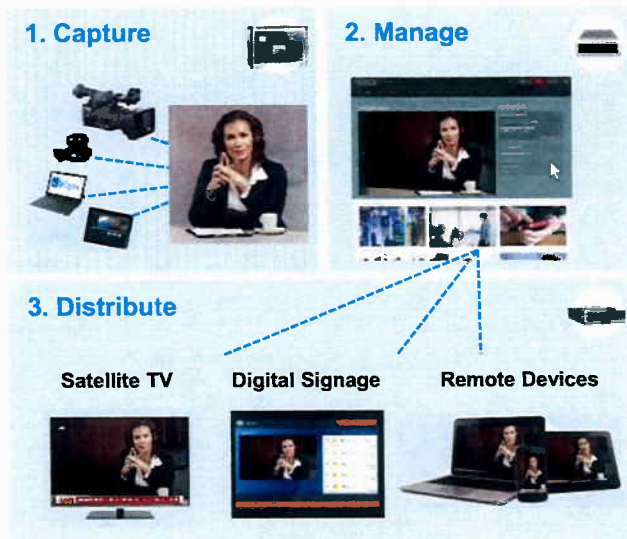 1. Capture
2. Manage
3. Distribute
Satellite TV
Digital Signage
Remote Devices